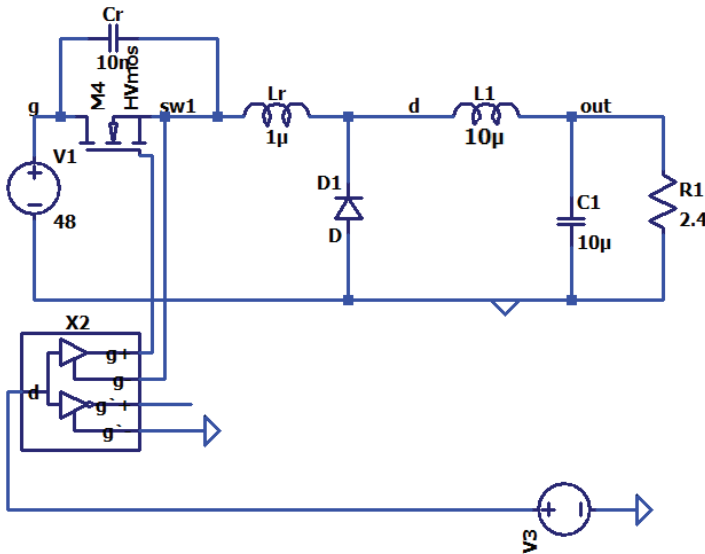 Cr
10n
M4
HVmos
g
sw1
Lr
1µ
d
L1
10µ
out
V1
48
D1
D
C1
10µ
R1
2.4
X2
g+
g-
d
g`+
g`-
V3